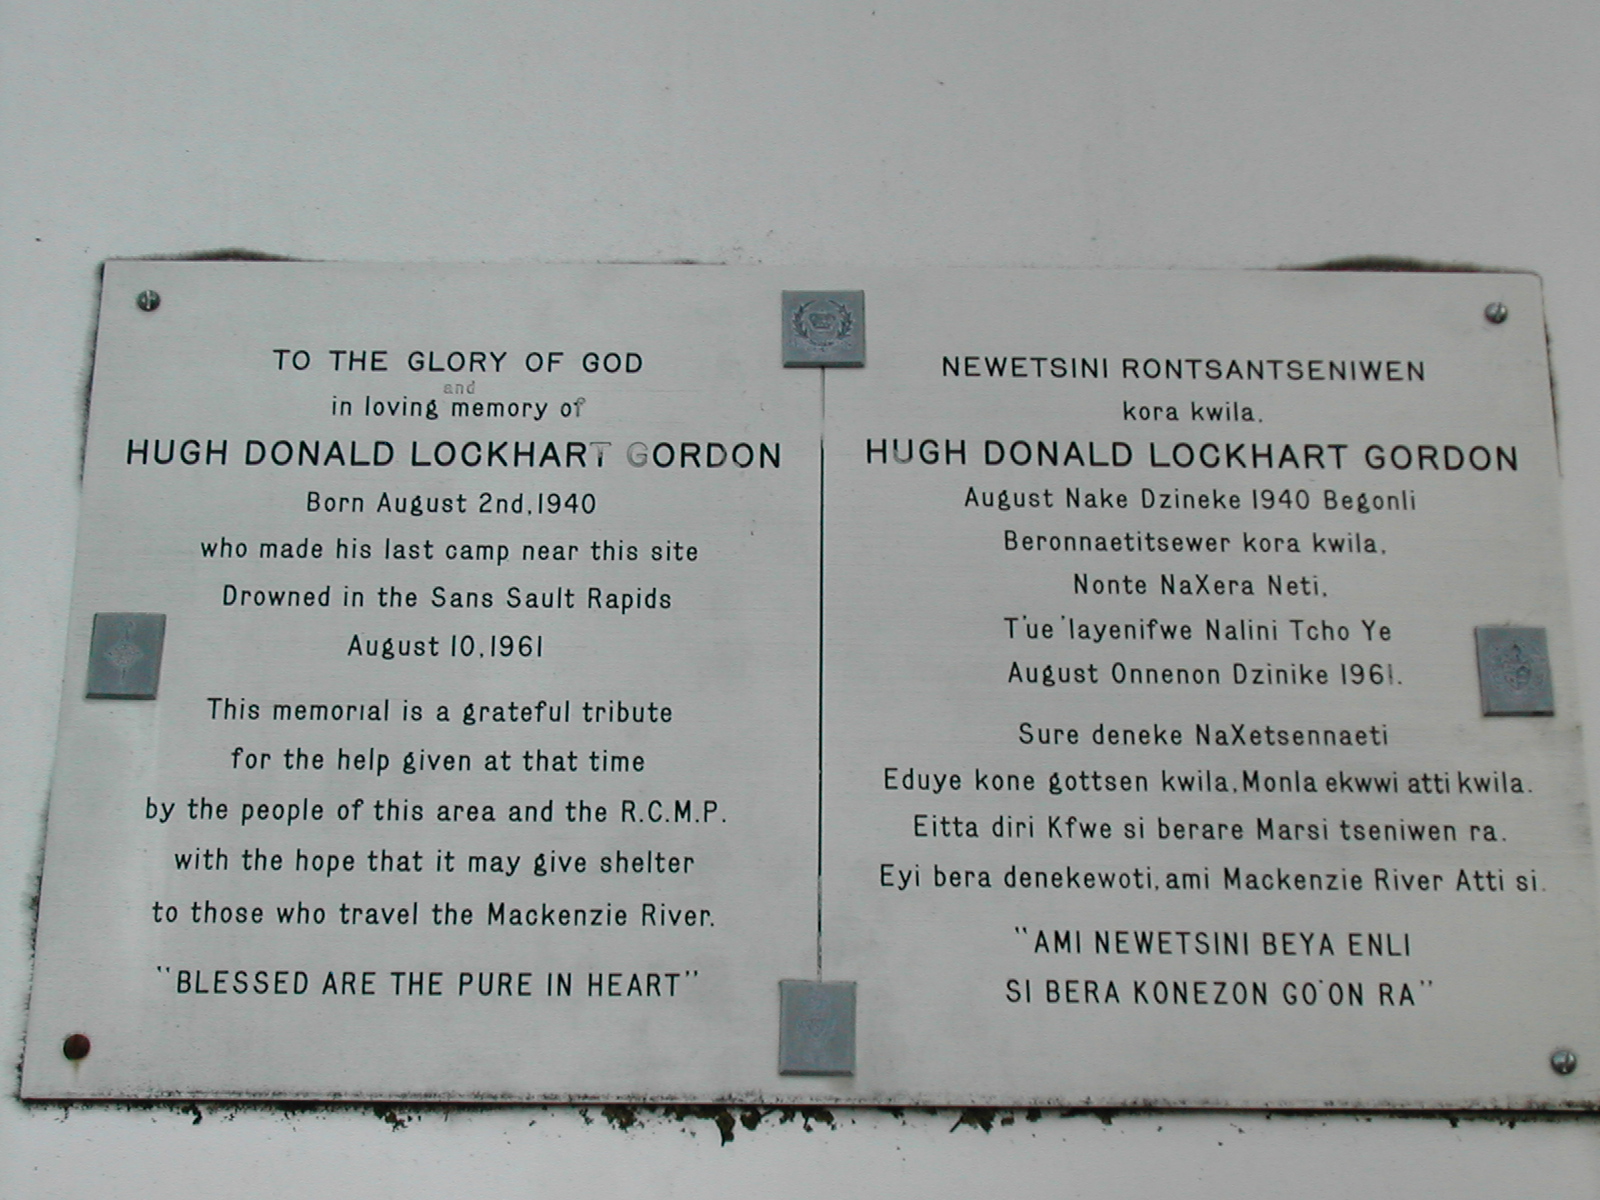 TO THE GLORY OF GOD
and
in loving memory of
HUGH DONALD LOCKHART GORDON
Born August 2nd, 1940
who made his last camp near this site
Drowned in the Sans Sault Rapids
August 10, 1961
This memorial is a grateful tribute
for the help given at that time
by the people of this area and the R.C.M.P.
with the hope that it may give shelter
to those who travel the Mackenzie River.
"BLESSED ARE THE PURE IN HEART"
NEWETSINI RONTSANTSENIWEN
kora kwila,
HUGH DONALD LOCKHART GORDON
August Nake Dzineke 1940 Begonli
Beronnaetitsewer kora kwila,
Nonte NaXera Neti,
T'ue 'layenifwe Nalini Tcho Ye
August Onnenon Dzinike 1961.
Sure deneke NaXetsennaeti
Eduye kone gottsen kwila, Monla ekwwi atti kwila.
Eitta diri Kfwe si berare Marsi tseniwen ra.
Eyi bera denekewoti, ami Mackenzie River Atti si.
"AMI NEWETSINI BEYA ENLI
SI BERA KONEZON GO'ON RA"